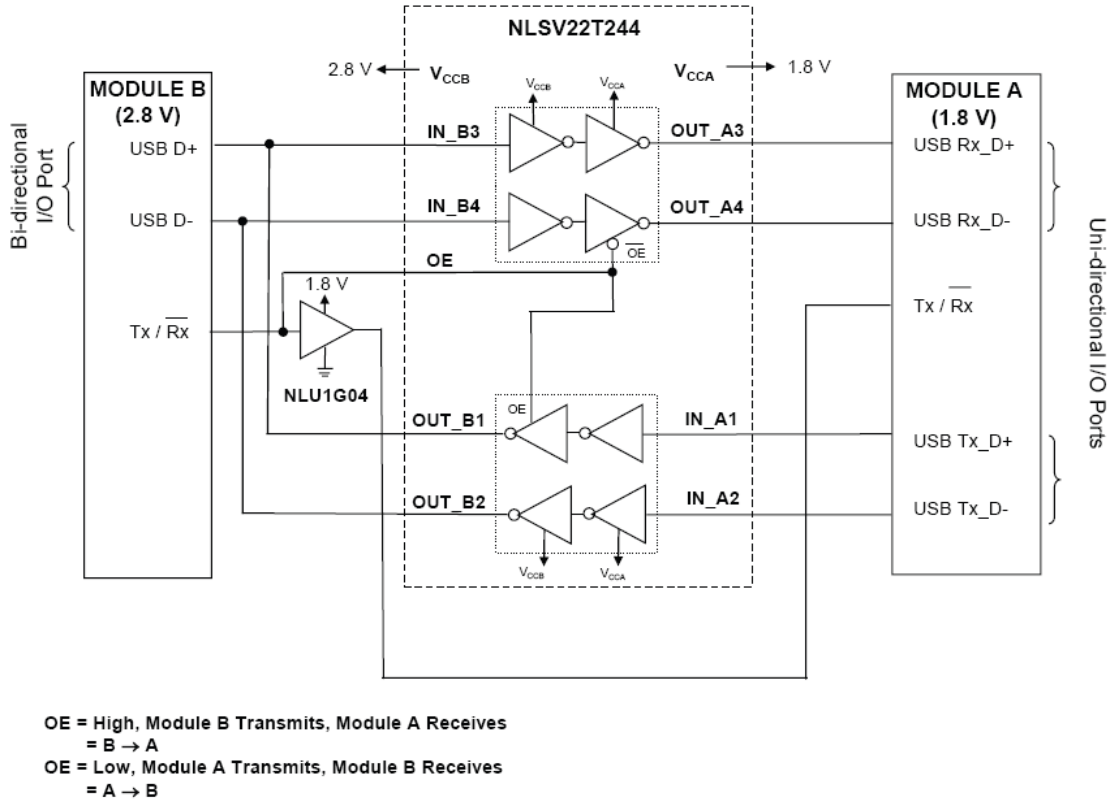 NLSV22T244
2.8 V
VCCB
VCCA
1.8 V
MODULE B
(2.8 V)
USB D+
USB D-
Tx / Rx
Bi-directional
I/O Port
VCCB
VCCA
IN_B3
OUT_A3
IN_B4
OUT_A4
OE
OE
1.8 V
NLU1G04
MODULE A
(1.8 V)
USB Rx_D+
USB Rx_D-
Tx / Rx
USB Tx_D+
USB Tx_D-
Uni-directional I/O Ports
OE
OUT_B1
IN_A1
OUT_B2
IN_A2
VCCB
VCCA
OE = High, Module B Transmits, Module A Receives
= B → A
OE = Low, Module A Transmits, Module B Receives
= A → B